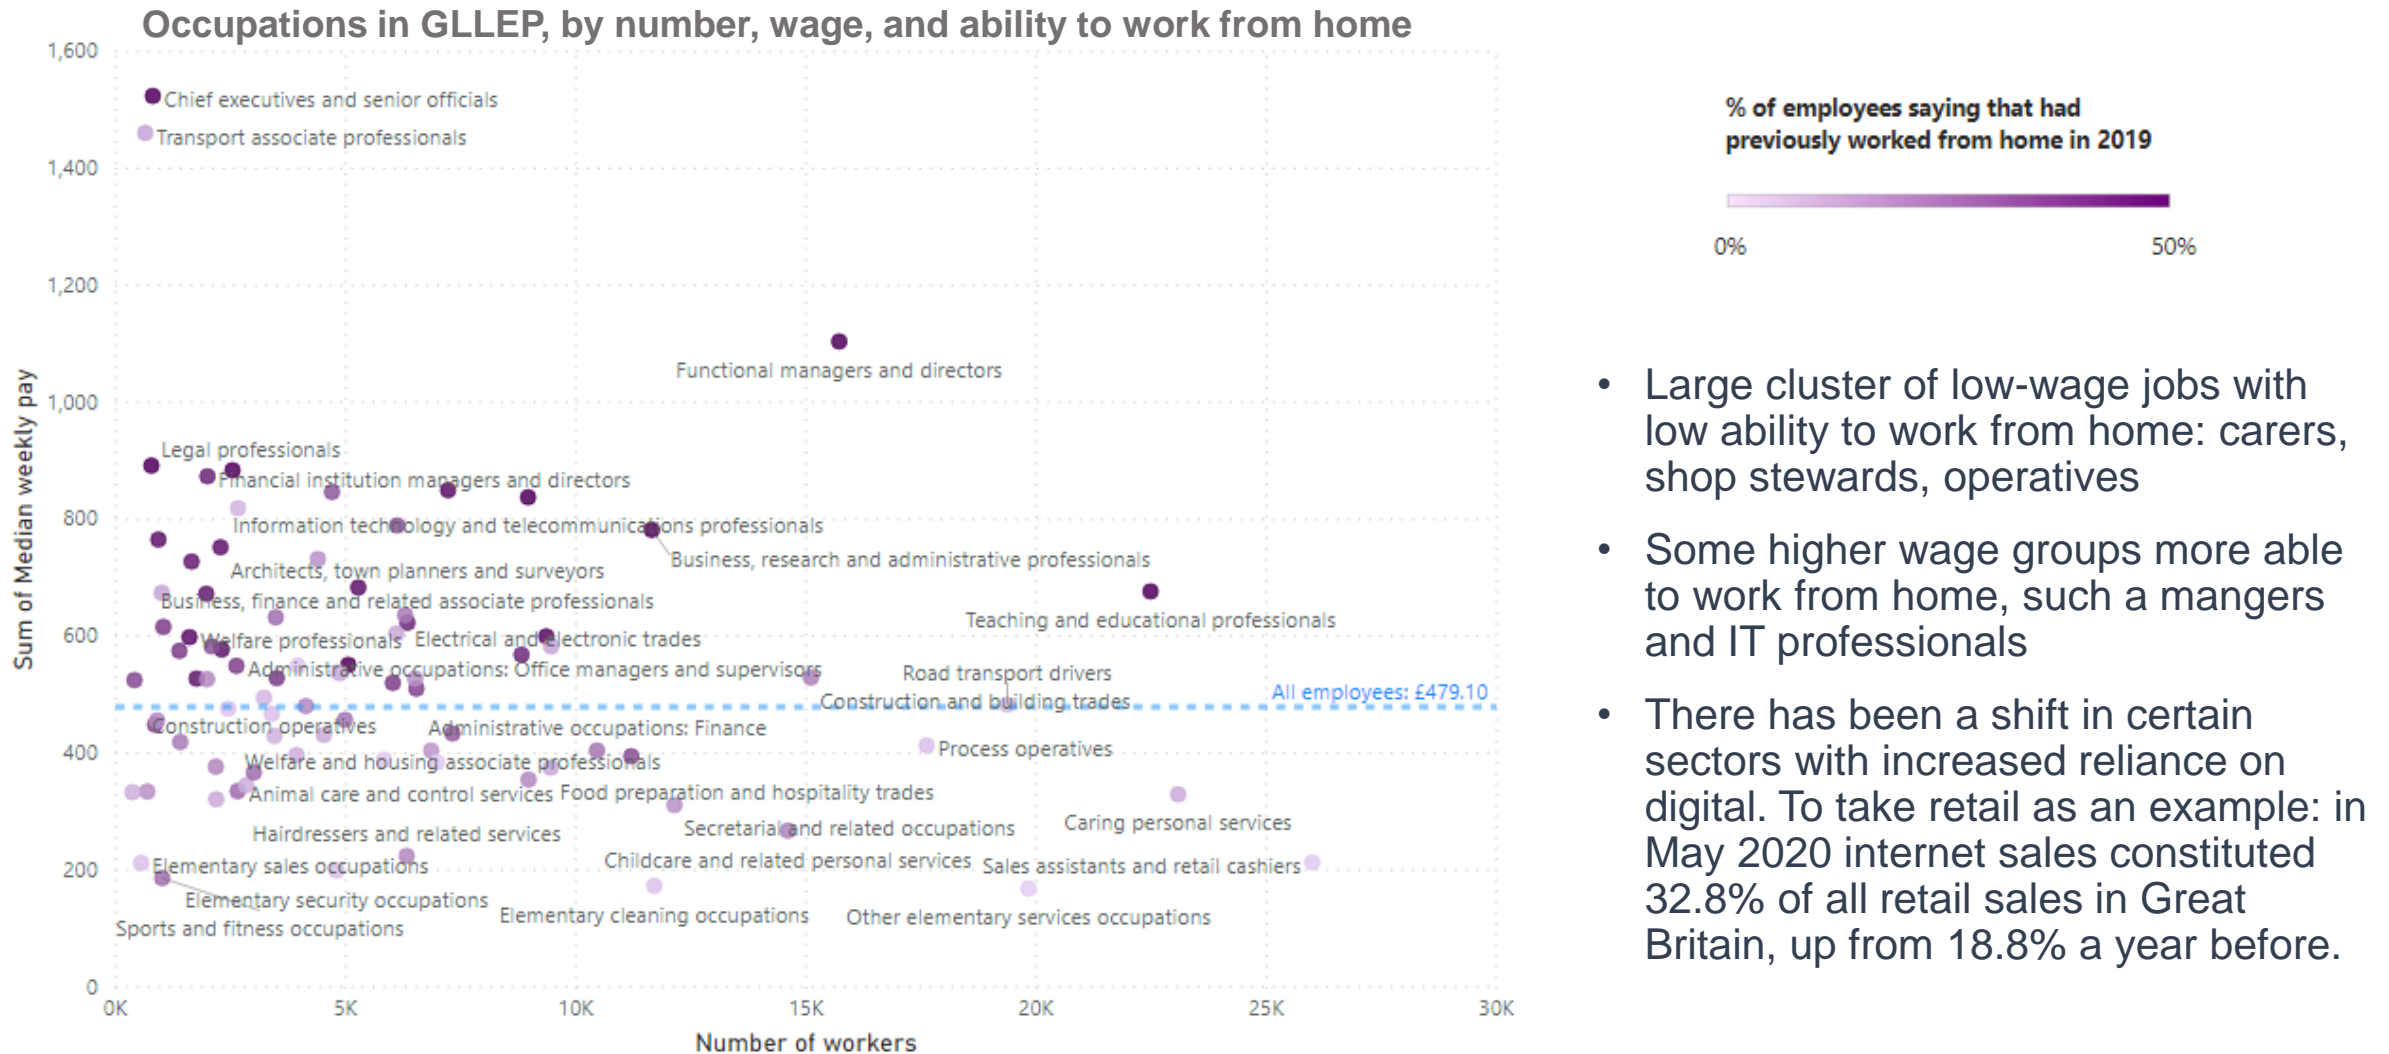 Occupations in GLLEP, by number, wage, and ability to work from home
1,600
Chief executives and senior officials
Transport associate professionals
1,400
1,200
Functional managers and directors
1,000
Legal professionals
Financial institution managers and directors
800
Information technology and telecommunications professionals
Business, research and administrative professionals
Architects, town planners and surveyors
Business, finance and related associate professionals
Teaching and educational professionals
600
Welfare professionals
Electrical and electronic trades
Administrative occupations: Office managers and supervisors
Road transport drivers
All employees: £479.10
Construction and building trades
Construction operatives
Administrative occupations: Finance
400
Process operatives
Welfare and housing associate professionals
Animal care and control services
Food preparation and hospitality trades
Hairdressers and related services
Secretarial and related occupations
Caring personal services
200
Elementary sales occupations
Childcare and related personal services
Sales assistants and retail cashiers
Elementary security occupations
Elementary cleaning occupations
Other elementary services occupations
Sports and fitness occupations
0
0K
5K
10K
15K
20K
25K
30K
Number of workers
Sum of Median weekly pay
% of employees saying that had
previously worked from home in 2019
0%
50%
• Large cluster of low-wage jobs with
low ability to work from home: carers,
shop stewards, operatives
• Some higher wage groups more able
to work from home, such a mangers
and IT professionals
• There has been a shift in certain
sectors with increased reliance on
digital. To take retail as an example: in
May 2020 internet sales constituted
32.8% of all retail sales in Great
Britain, up from 18.8% a year before.